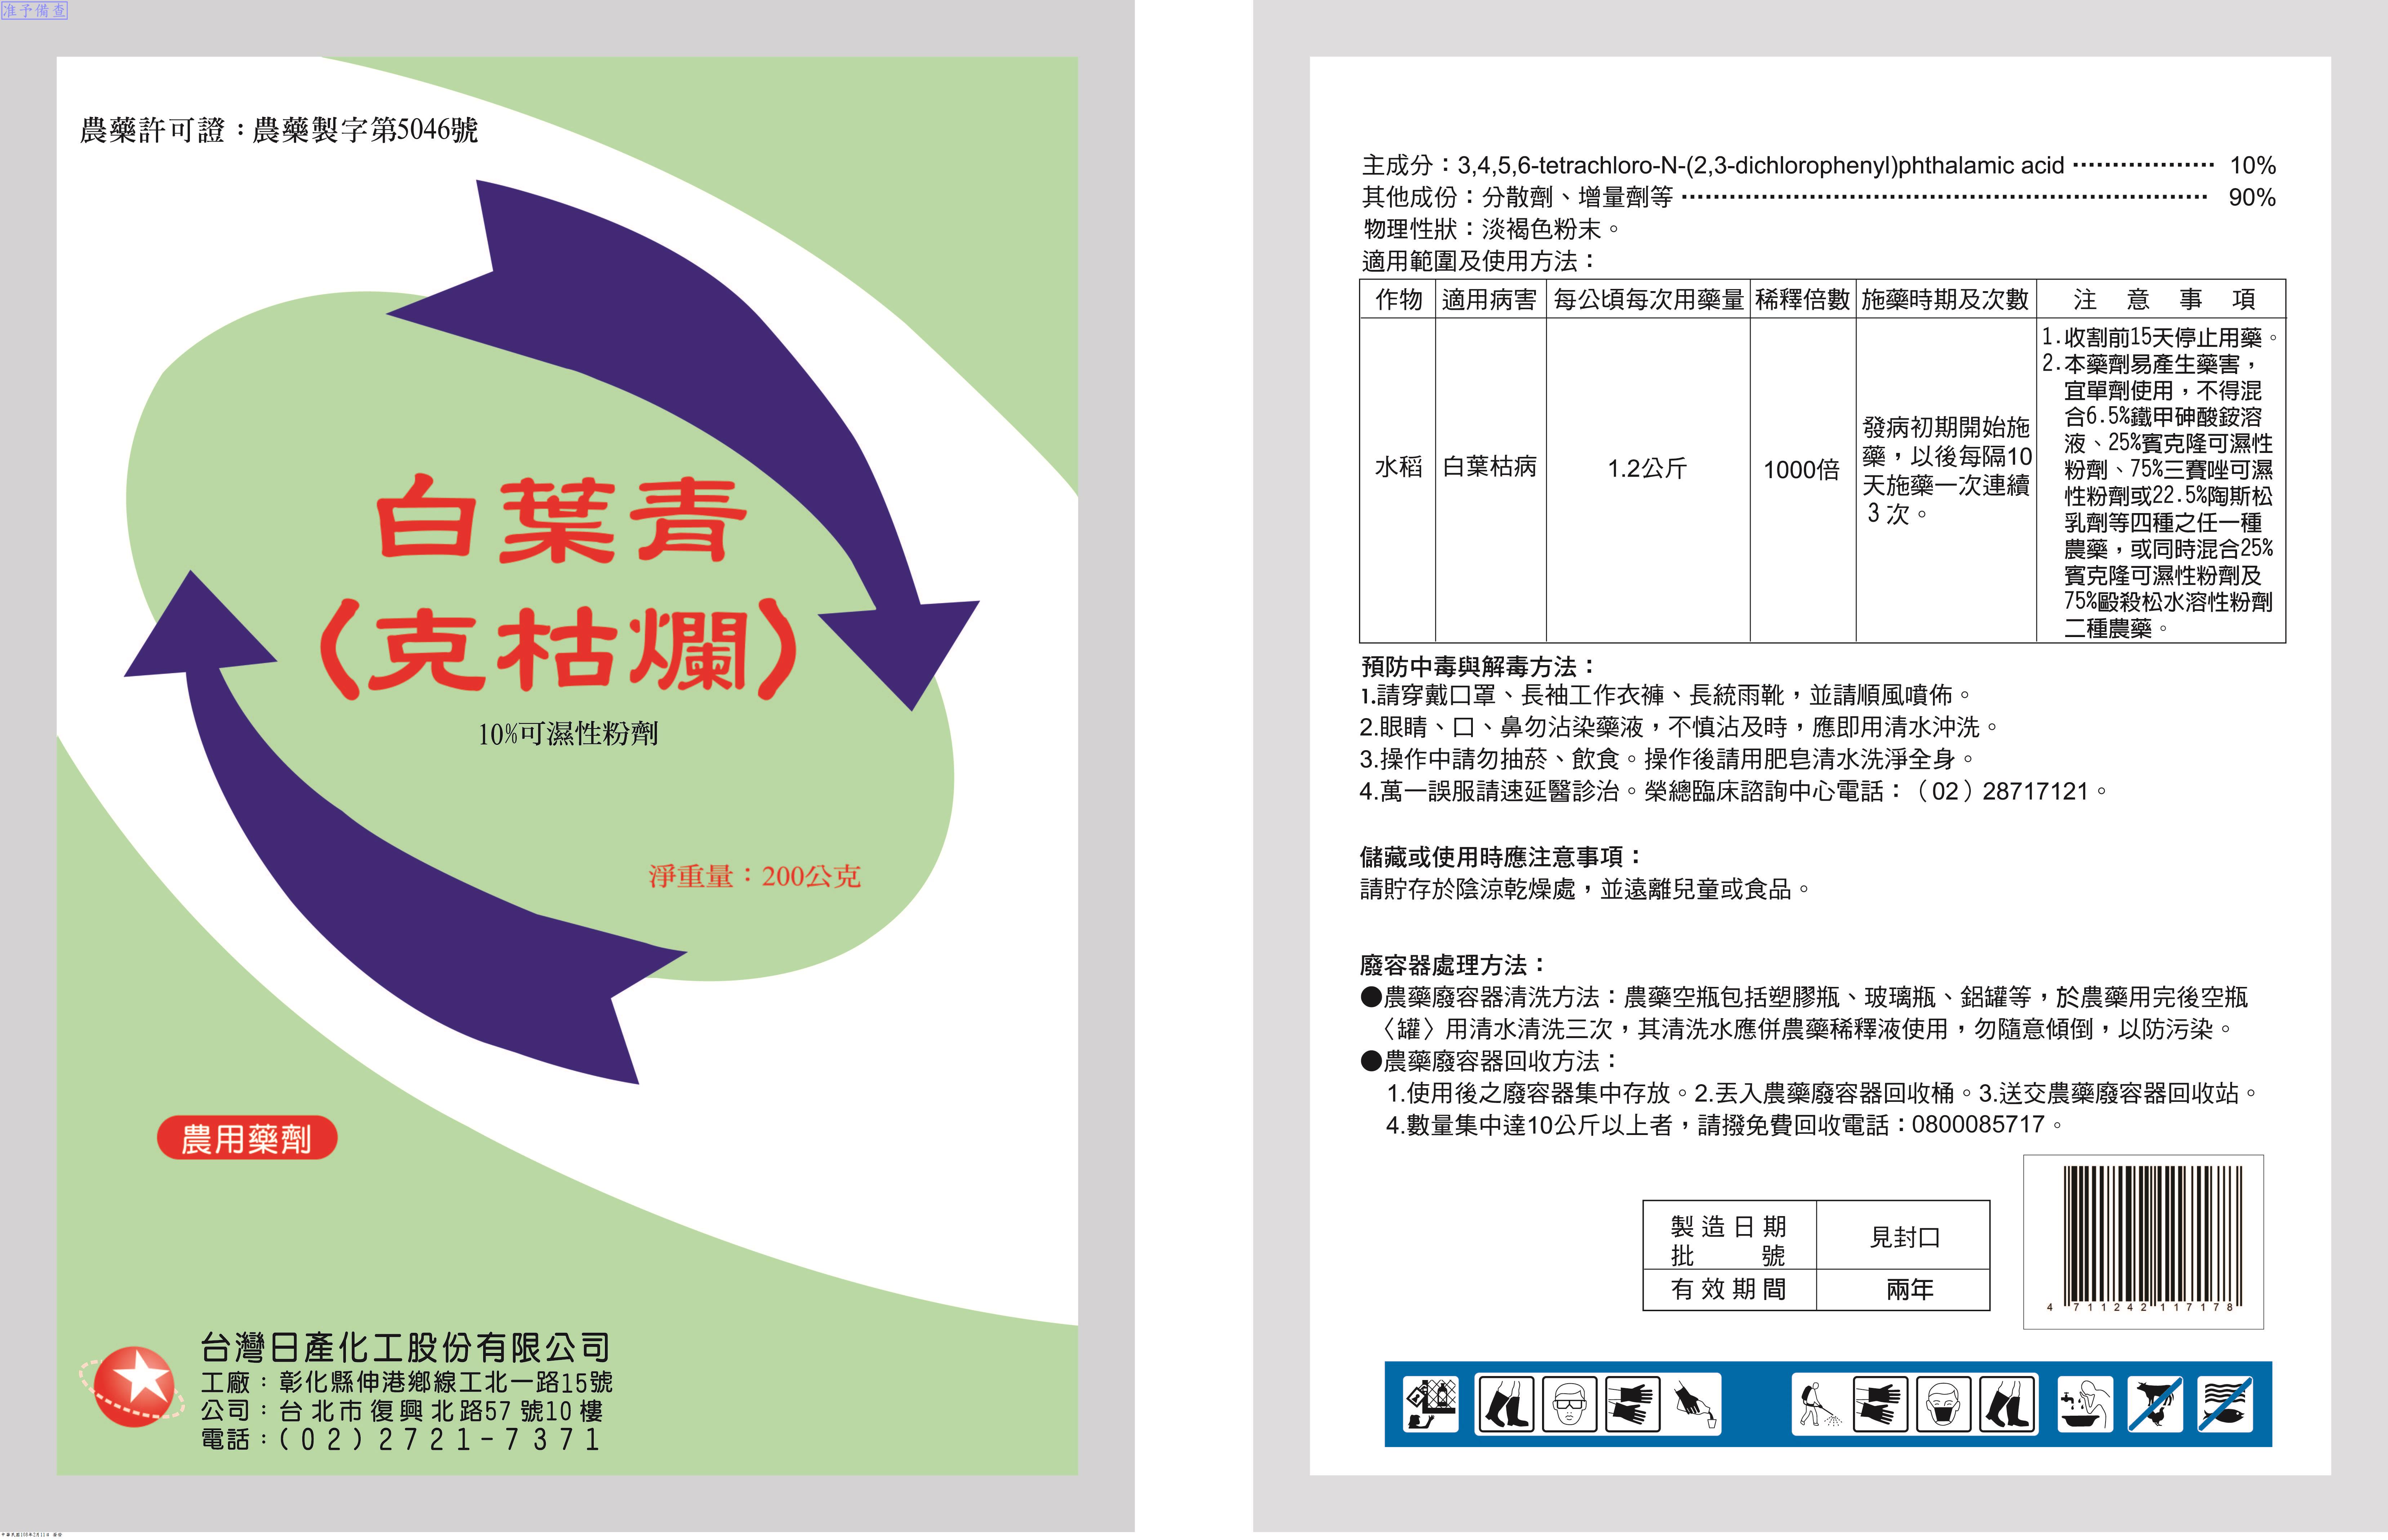 准予備查
農藥許可證：農藥製字第5046號
白葉青
（克枯爛）
10%可濕性粉劑
淨重量：200公克
農用藥劑
台灣日產化工股份有限公司
工廠：彰化縣伸港鄉線工北一路15號
公司：台北市復興北路57號10樓
電話：(02)2721-7371
主成分：3,4,5,6-tetrachloro-N-(2,3-dichlorophenyl)phthalamic acid ⋯⋯⋯⋯⋯⋯ 10%
其他成份：分散劑、增量劑等 ⋯⋯⋯⋯⋯⋯⋯⋯⋯⋯⋯⋯⋯⋯⋯⋯⋯⋯⋯⋯⋯⋯ 90%
物理性狀：淡褐色粉末。
適用範圍及使用方法：
作物 適用病害 每公頃每次用藥量 稀釋倍數 施藥時期及次數 注意事項
水稻 白葉枯病 1.2公斤 1000倍
發病初期開始施
藥，以後每隔10
天施藥一次連續
3次。
1.收割前15天停止用藥。
2.本藥劑易產生藥害，
宜單劑使用，不得混
合6.5%鐵甲砷酸銨溶
液、25%賓克隆可濕性
粉劑、75%三賽唑可濕
性粉劑或22.5%陶斯松
乳劑等四種之任一種
農藥，或同時混合25%
賓克隆可濕性粉劑及
75%毆殺松水溶性粉劑
二種農藥。
預防中毒與解毒方法：
1.請穿戴口罩、長袖工作衣褲、長統雨靴，並請順風噴佈。
2.眼睛、口、鼻勿沾染藥液，不慎沾及時，應即用清水沖洗。
3.操作中請勿抽菸、飲食。操作後請用肥皂清水洗淨全身。
4.萬一誤服請速延醫診治。榮總臨床諮詢中心電話：（02）28717121。
儲藏或使用時應注意事項：
請貯存於陰涼乾燥處，並遠離兒童或食品。
廢容器處理方法：
●農藥廢容器清洗方法：農藥空瓶包括塑膠瓶、玻璃瓶、鋁罐等，於農藥用完後空瓶
〈罐〉用清水清洗三次，其清洗水應併農藥稀釋液使用，勿隨意傾倒，以防污染。
●農藥廢容器回收方法：
1.使用後之廢容器集中存放。2.丟入農藥廢容器回收桶。3.送交農藥廢容器回收站。
4.數量集中達10公斤以上者，請撥免費回收電話：0800085717。
製造日期
批號
見封口
有效期間 兩年
4 711242 117178